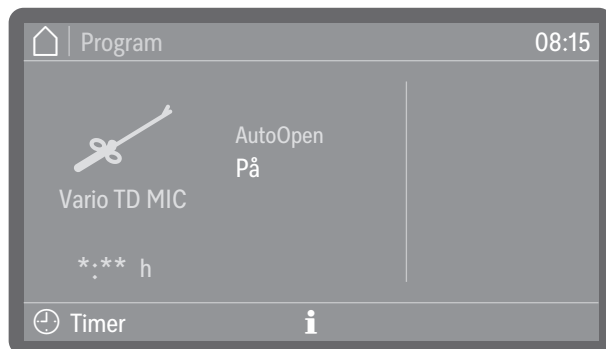 Program
08:15
AutoOpen
På
Vario TD MIC
*:** h
Timer
i